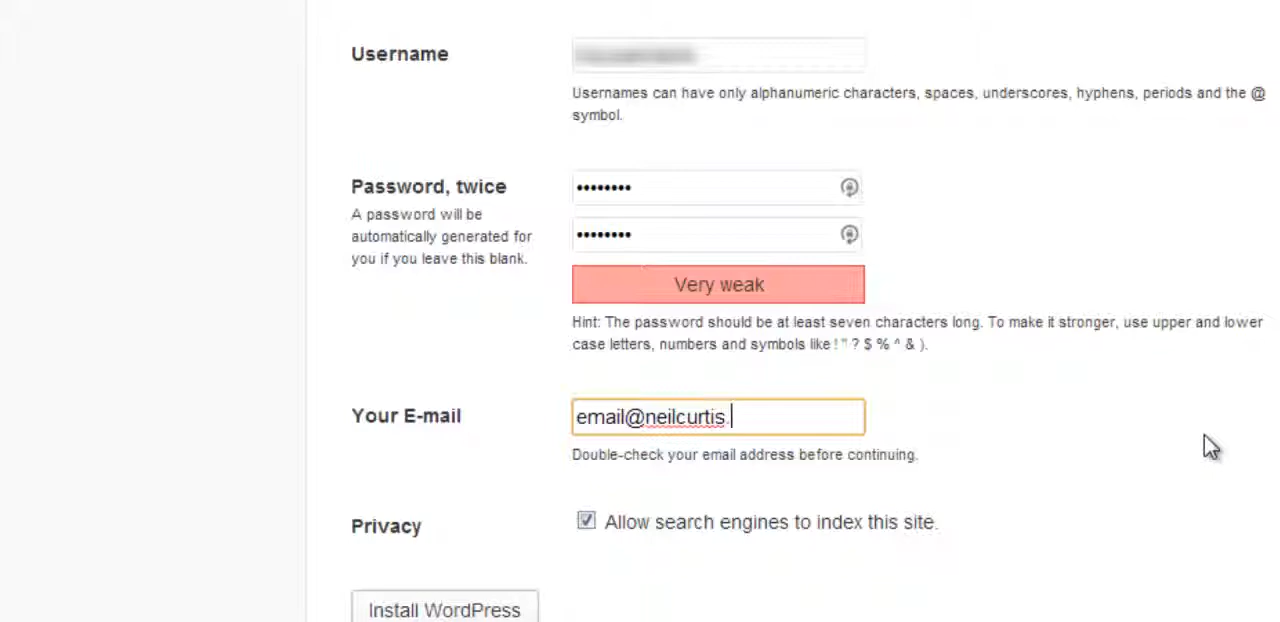 Username
Usernames can have only alphanumeric characters, spaces, underscores, hyphens, periods and the @
symbol.
Password, twice
••••••••
A password will be
automatically generated for
you if you leave this blank.
••••••••
Very weak
Hint: The password should be at least seven characters long. To make it stronger, use upper and lower
case letters, numbers and symbols like ! " ? $ % ^ & ).
Your E-mail
email@neilcurtis.
Double-check your email address before continuing.
Privacy
Allow search engines to index this site.
Install WordPress